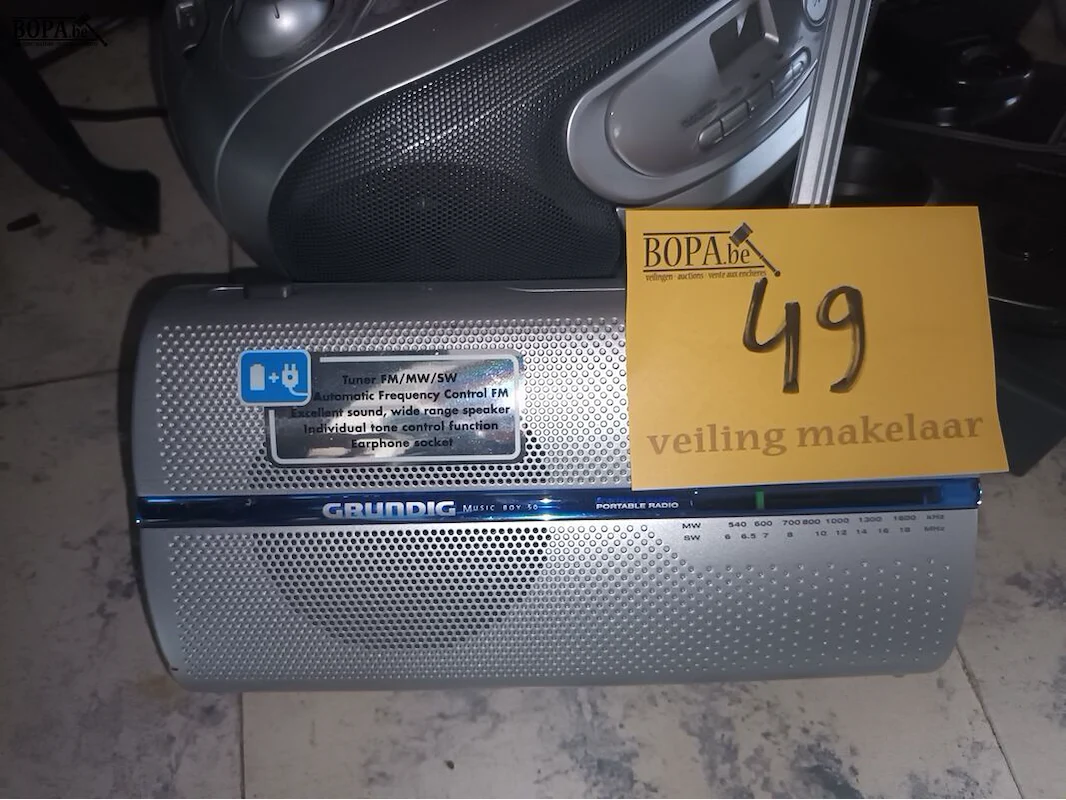 BOPA.be
BOPA.be
veilingen · auctions · vente aux encheres
49
veiling makelaar
Tuner FM/MW/SW
Automatic Frequency Control FM
Excellent sound, wide range speaker
Individual tone control function
Earphone socket
GRUNDIG MUSIC BOY 50
PORTABLE RADIO
MW 540 600 700 800 1000 1300 1600 KHz
SW 6 6.5 7 8 10 12 14 16 18 MHz